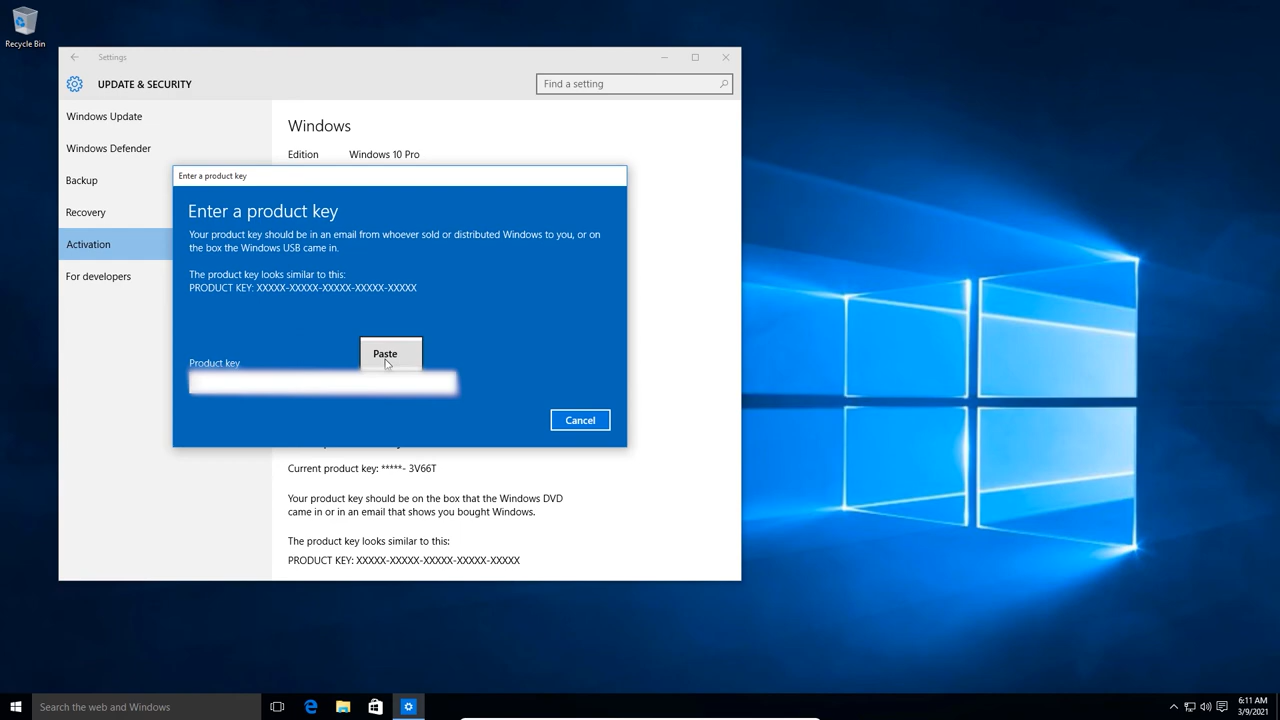 Recycle Bin
Settings
UPDATE & SECURITY
Find a setting
Windows Update
Windows Defender
Backup
Recovery
Activation
For developers
Windows
Edition Windows 10 Pro
Enter a product key
Enter a product key
Your product key should be in an email from whoever sold or distributed Windows to you, or on
the box the Windows USB came in.
The product key looks similar to this:
PRODUCT KEY: XXXXX-XXXXX-XXXXX-XXXXX-XXXXX
Paste
Product key
Cancel
Current product key: *****- 3V66T
Your product key should be on the box that the Windows DVD
came in or in an email that shows you bought Windows.
The product key looks similar to this:
PRODUCT KEY: XXXXX-XXXXX-XXXXX-XXXXX-XXXXX
Search the web and Windows
6:11 AM
3/9/2021